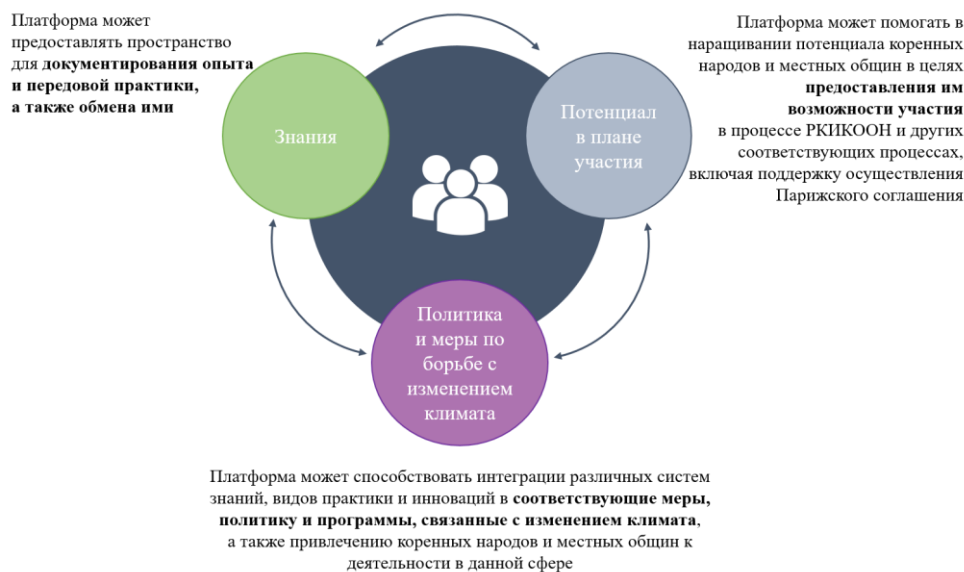 Платформа может
предоставлять пространство
для документирования опыта
и передовой практики,
а также обмена ими
Знания
Потенциал
в плане
участия
Платформа может помогать в
наращивании потенциала коренных
народов и местных общин в целях
предоставления им
возможности участия
в процессе РКИКООН и других
соответствующих процессах,
включая поддержку осуществления
Парижского соглашения
Политика
и меры по
борьбе с
изменением
климата
Платформа может способствовать интеграции различных систем
знаний, видов практики и инноваций в соответствующие меры,
политику и программы, связанные с изменением климата,
а также привлечению коренных народов и местных общин к
деятельности в данной сфере